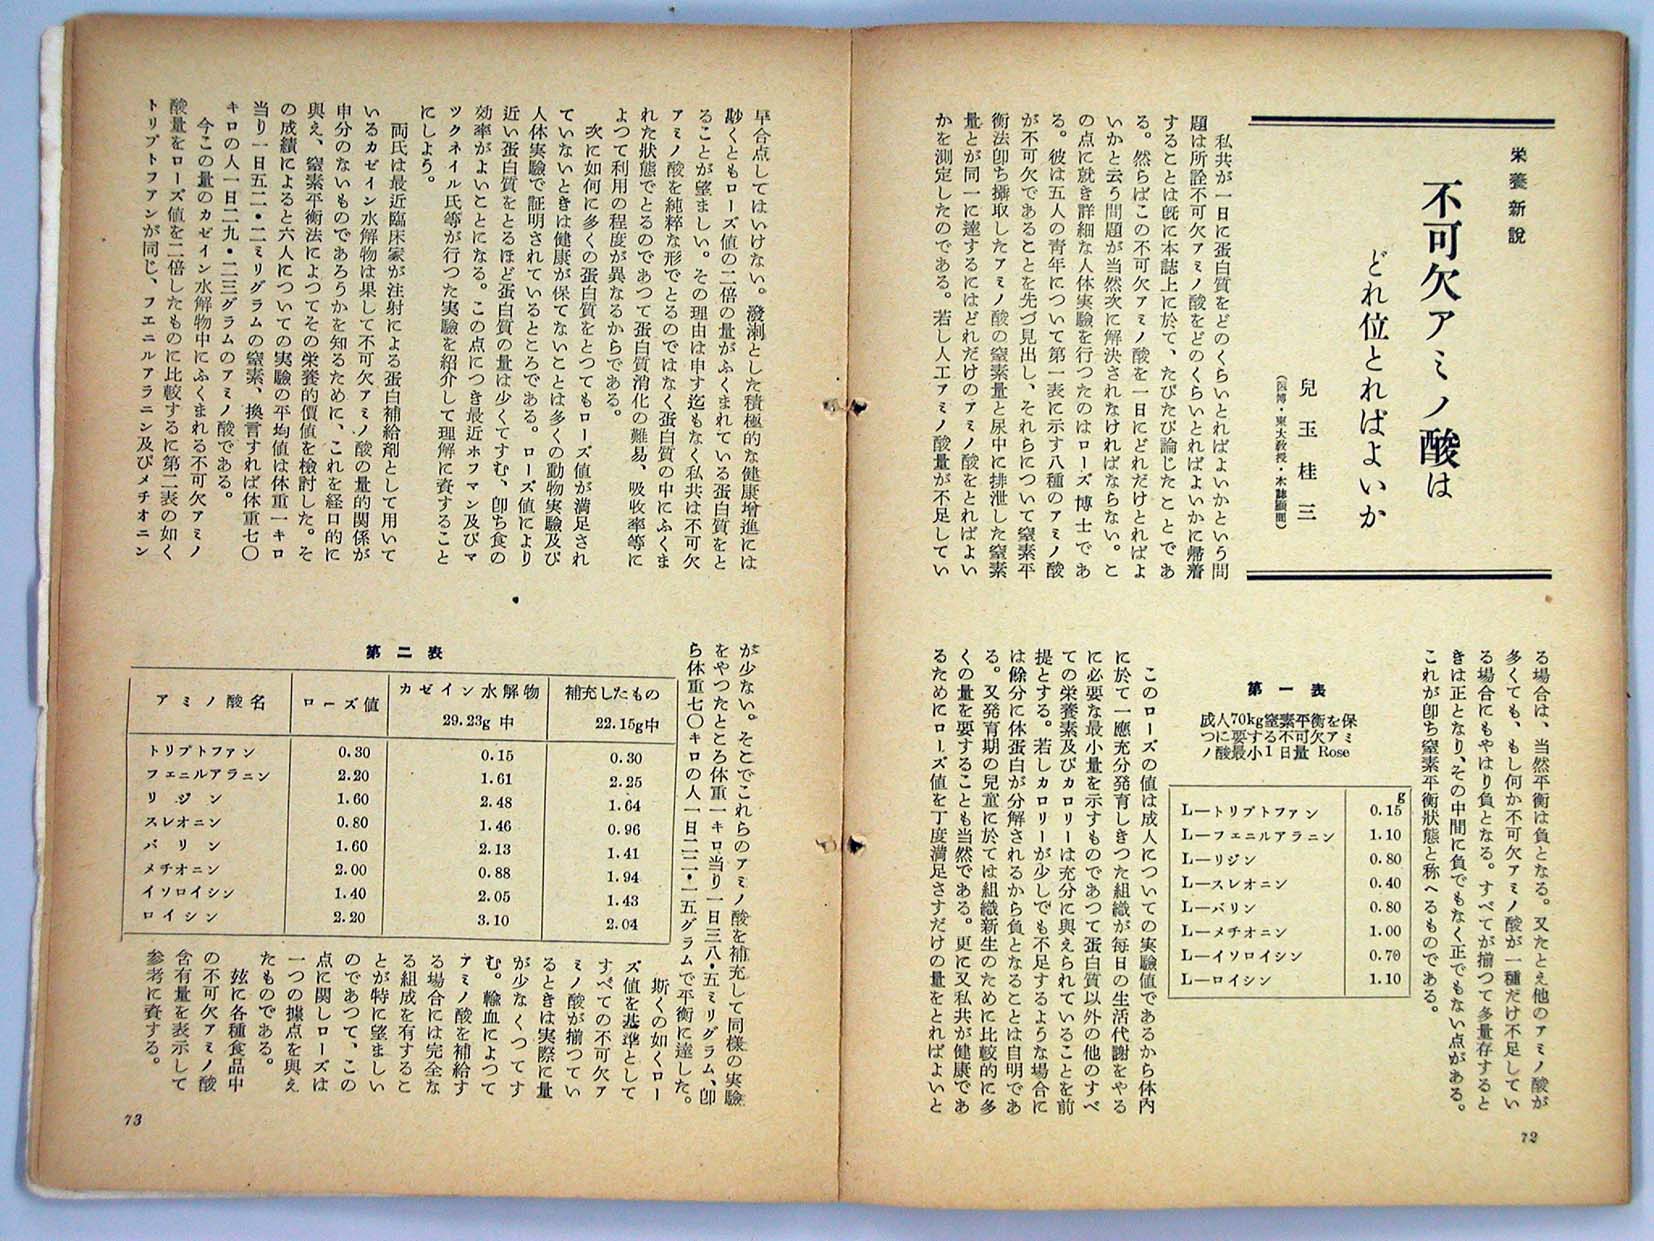 栄養新説
不可欠アミノ酸は
どれ位とればよいか
兒玉桂三
(医博・東大教授・本誌顧問)
私共が一日に蛋白質をどのくらいとればよいかという問
題は所詮不可欠アミノ酸をどのくらいとればよいかに帰着
することは既に本誌上に於て、たびたび論じたことであ
る。然らばこの不可欠アミノ酸を一日にどれだけとればよ
いかと云う問題が当然次に解決されなければならない。こ
の点に就き詳細な人体実験を行つたのはローズ博士であ
る。彼は五人の青年について第一表に示す八種のアミノ酸
が不可欠であることを先づ見出し、それらについて窒素平
衡法卽ち攝取したアミノ酸の窒素量と尿中に排泄した窒素
量とが同一に達するにはどれだけのアミノ酸をとればよい
かを測定したのである。若し人工アミノ酸量が不足してい
る場合は、当然平衡は負となる。又たとえ他のアミノ酸が
多くても、もし何か不可欠アミノ酸が一種だけ不足してい
る場合にもやはり負となる。すべてが揃つて多量存すると
きは正となり、その中間に負でもなく正でもない点がある。
これが卽ち窒素平衡狀態と称へるものである。
第一表
成人70kg窒素平衡を保
つに要する不可欠アミ
ノ酸最小1日量 Rose
g
L—トリプトファン 0.15
L—フェニルアラニン 1.10
L—リジン 0.80
L—スレオニン 0.40
L—バリン 0.80
L—メチオニン 1.00
L—イソロイシン 0.70
L—ロイシン 1.10
このローズの値は成人についての実驗値であるから体内
に於て一應充分発育しきつた組織が毎日の生活代謝をやる
に必要な最小量を示すものであつて蛋白質以外の他のすべ
ての栄養素及びカロリーは充分に與えられていることを前
提とする。若しカロリーが少しでも不足するような場合に
は餘分に体蛋白が分解されるから負となることは自明であ
る。又発育期の兒童に於ては組織新生のために比較的に多
くの量を要することも当然である。更に又私共が健康であ
るためにローズ値を丁度満足さすだけの量をとればよいと
72
早合点してはいけない。潑溂とした積極的な健康增進には
尠くともローズ値の二倍の量がふくまれている蛋白質をと
ることが望ましい。その理由は申す迄もなく私共は不可欠
アミノ酸を純粹な形でとるのではなく蛋白質の中にふくま
れた狀態でとるのであつて蛋白質消化の難易、吸收率等に
よつて利用の程度が異なるからである。
次に如何に多くの蛋白質をとつてもローズ値が満足され
ていないときは健康が保てないことは多くの動物実驗及び
人体実驗で証明されているところである。ローズ値により
近い蛋白質をとるほど蛋白質の量は少くてすむ、卽ち食の
効率がよいことになる。この点につき最近ホフマン及びマ
ツクネイル氏等が行つた実驗を紹介して理解に資すること
にしよう。
両氏は最近臨床家が注射による蛋白補給剤として用いて
いるカゼイン水解物は果して不可欠アミノ酸の量的関係が
申分のないものであろうかを知るために、これを経口的に
與え、窒素平衡法によつてその栄養的價値を檢討した。そ
の成績によると六人についての実驗の平均値は体重一キロ
当り一日五二・二ミリグラムの窒素、換言すれば体重七〇
キロの人一日二九・二三グラムのアミノ酸である。
今この量のカゼイン水解物中にふくまれる不可欠アミノ
酸量をローズ値を二倍したものに比較するに第二表の如く
トリプトファンが同じ、フエニルアラニン及びメチオニン
が少ない。そこでこれらのアミノ酸を補充して同様の実驗
をやつたところ体重一キロ当り一日三八・五ミリグラム、卽
ら体重七〇キロの人一日二二・一五グラムで平衡に達した。
第二表
アミノ酸名 ローズ値 カゼイン水解物 29.23g 中 補充したもの 22.15g中
トリプトファン 0.30 0.15 0.30
フェニルアラニン 2.20 1.61 2.25
リジン 1.60 2.48 1.64
スレオニン 0.80 1.46 0.96
バリン 1.60 2.13 1.41
メチオニン 2.00 0.88 1.94
イソロイシン 1.40 2.05 1.43
ロイシン 2.20 3.10 2.04
斯くの如くロー
ズ値を基準として
すべての不可欠ア
ミノ酸が揃つてい
るときは実際に量
が少なくつてす
む。輸血によつて
アミノ酸を補給す
る場合には完全な
る組成を有するこ
とが特に望ましい
のであつて、この
点に関しローズは
一つの據点を與え
たものである。
玆に各種食品中
の不可欠アミノ酸
含有量を表示して
参考に資する。
73